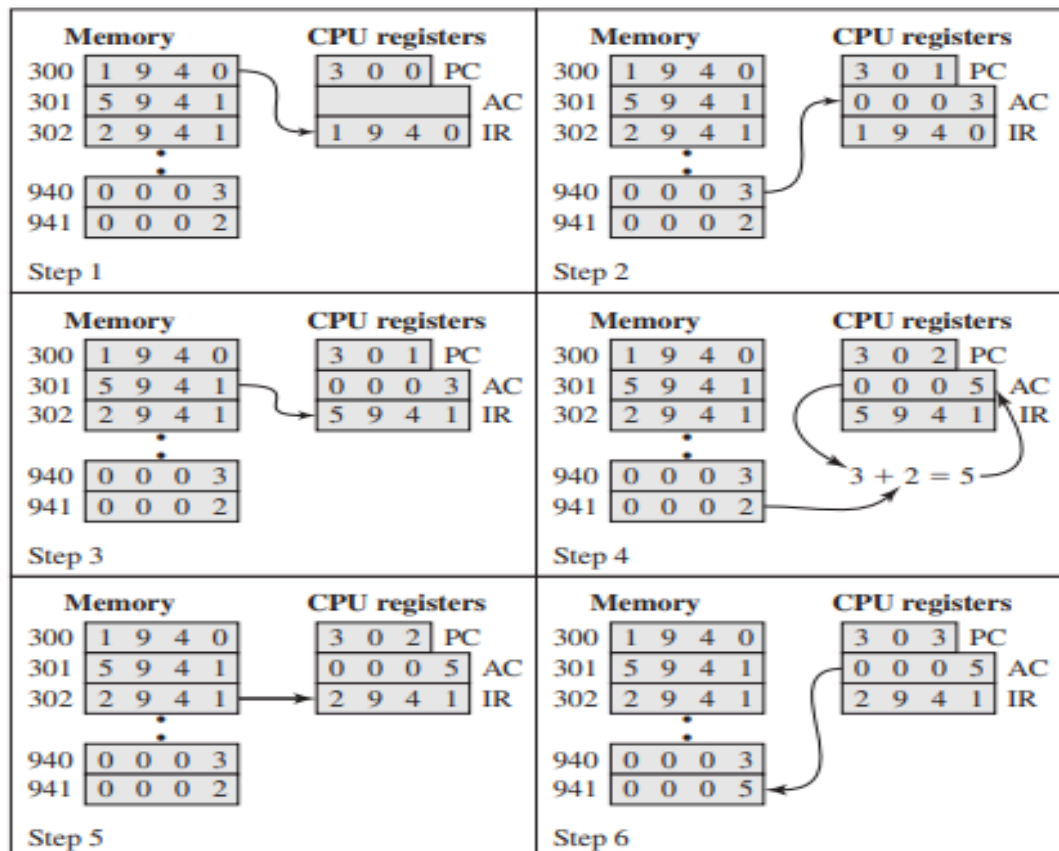 Memory CPU registers
300 1 9 4 0 3 0 0 PC
301 5 9 4 1 AC
302 2 9 4 1 1 9 4 0 IR
940 0 0 0 3
941 0 0 0 2
Step 1
Memory CPU registers
300 1 9 4 0 3 0 1 PC
301 5 9 4 1 0 0 0 3 AC
302 2 9 4 1 1 9 4 0 IR
940 0 0 0 3
941 0 0 0 2
Step 2
Memory CPU registers
300 1 9 4 0 3 0 1 PC
301 5 9 4 1 0 0 0 3 AC
302 2 9 4 1 5 9 4 1 IR
940 0 0 0 3
941 0 0 0 2
Step 3
Memory CPU registers
300 1 9 4 0 3 0 2 PC
301 5 9 4 1 0 0 0 5 AC
302 2 9 4 1 5 9 4 1 IR
940 0 0 0 3 3 + 2 = 5
941 0 0 0 2
Step 4
Memory CPU registers
300 1 9 4 0 3 0 2 PC
301 5 9 4 1 0 0 0 5 AC
302 2 9 4 1 2 9 4 1 IR
940 0 0 0 3
941 0 0 0 2
Step 5
Memory CPU registers
300 1 9 4 0 3 0 3 PC
301 5 9 4 1 0 0 0 5 AC
302 2 9 4 1 2 9 4 1 IR
940 0 0 0 3
941 0 0 0 5
Step 6